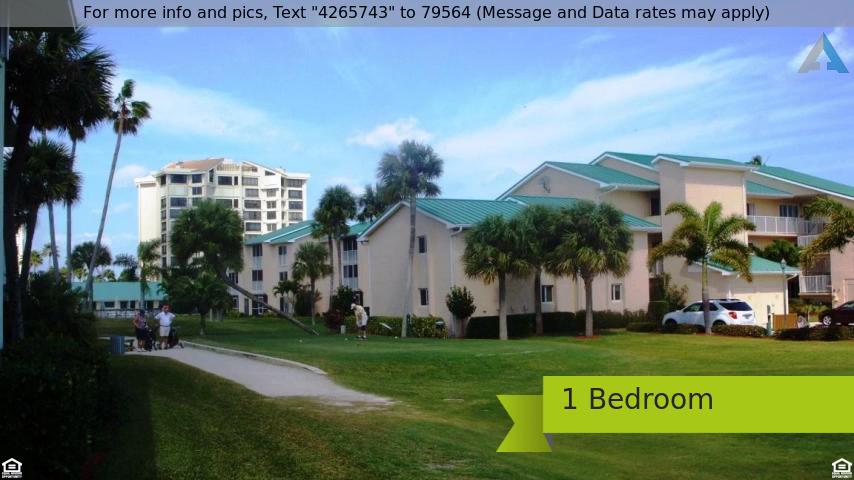 For more info and pics, Text "4265743" to 79564 (Message and Data rates may apply)
1 Bedroom